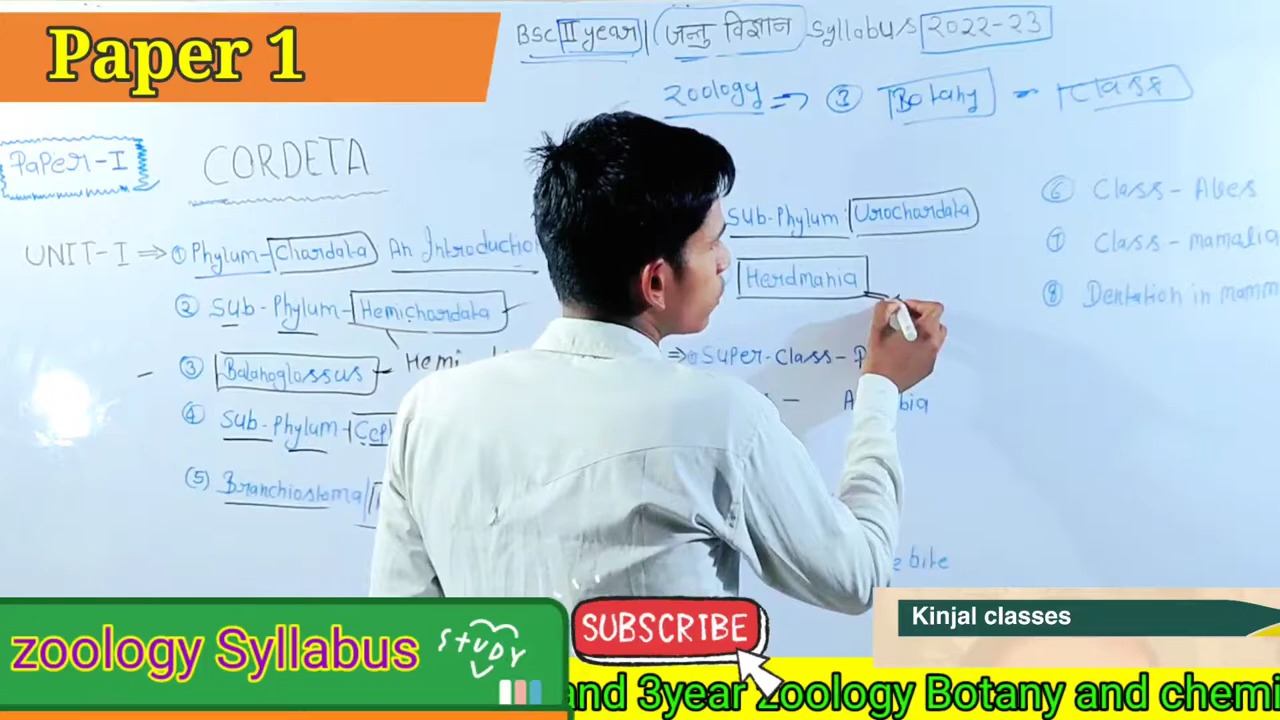 Paper 1
BSc II year | जन्तु विज्ञान Syllabus 2022-23
Zoology => ③ Botany - Class
PaPer-I
CORDETA
UNIT-I => ① Phylum- Chordata An Introductio
② Sub-Phylum- Hemichordata
③ Balanoglossus - Hemi
④ Sub-Phylum- Cep
(5) Branchiostoma/
Sub-Phylum: Urochordata
Herdmania
=> Super-Class- P
- A bia
e bite
⑥ Class- Aves
⑦ Class- mamalia
⑧ Dentation in mamm
zoology Syllabus
STUDY
SUBSCRIBE
Kinjal classes
and 3year zoology Botany and chemi